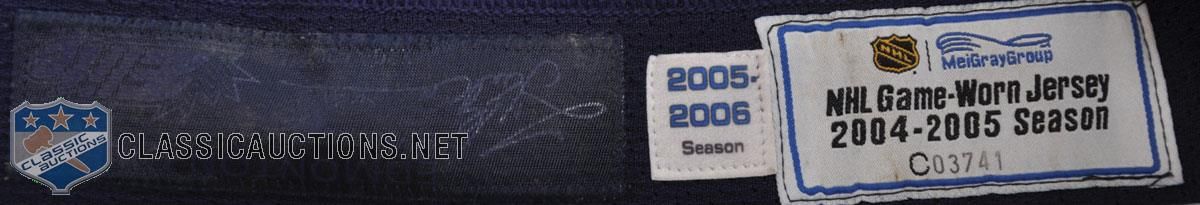 CLASSIC
AUCTIONS
CLASSICAUCTIONS.NET
2005-
2006
Season
NHL
MeiGrayGroup
NHL Game-Worn Jersey
2004-2005 Season
C03741